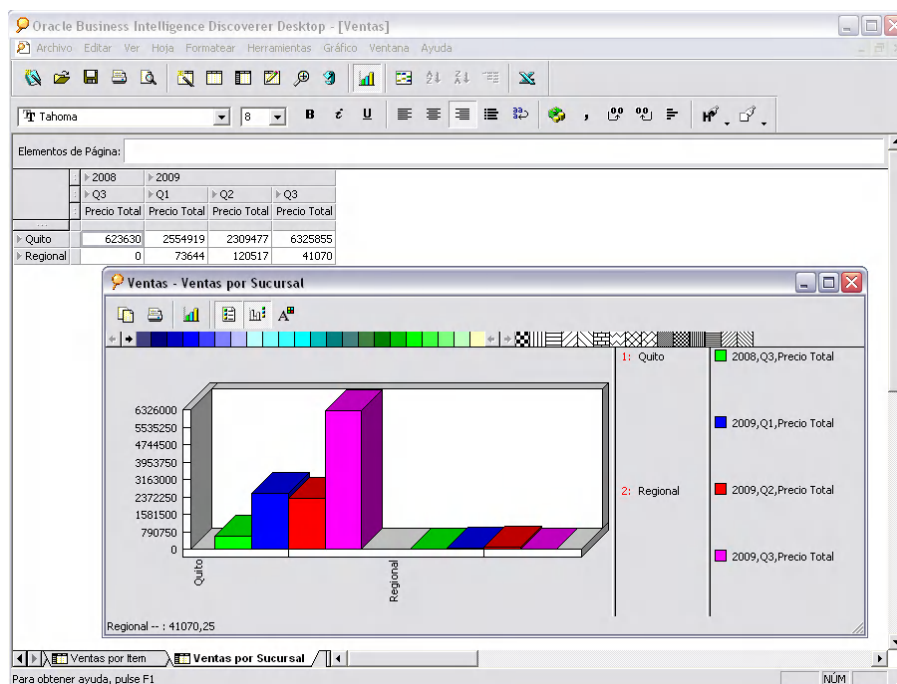 Oracle Business Intelligence Discoverer Desktop - [Ventas]
Archivo Editar Ver Hoja Formatear Herramientas Gráfico Ventana Ayuda
Tahoma 8 B i U
Elementos de Página:
2008 2009
Q3 Q1 Q2 Q3
Precio Total Precio Total Precio Total Precio Total
Quito 623630 2554919 2309477 6325855
Regional 0 73644 120517 41070
Ventas - Ventas por Sucursal
1: Quito
2008,Q3,Precio Total
6326000
5535250
4744500
3953750
3163000
2372250
1581500
790750
0
2009,Q1,Precio Total
2: Regional
2009,Q2,Precio Total
2009,Q3,Precio Total
Quito
Regional
Regional -- : 41070,25
Ventas por Item Ventas por Sucursal
Para obtener ayuda, pulse F1 NÚM